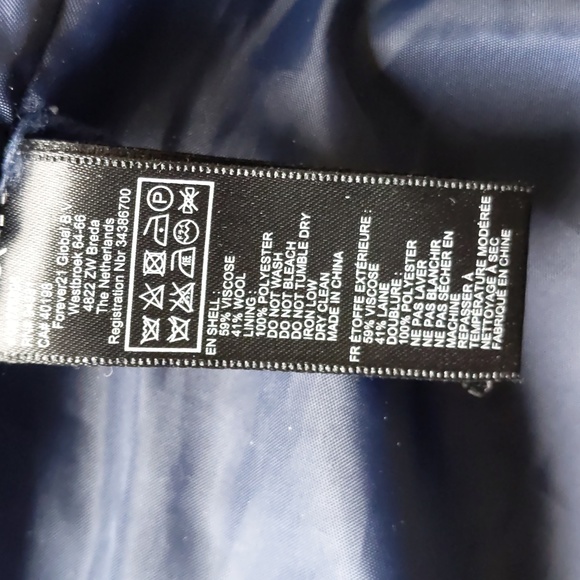 CA# 40798
Forever21 Global B.V
Westbroek 64-66
4822 ZW Breda
The Netherlands
Registration Nbr 34386700
P
EN SHELL :
59% VISCOSE
41% WOOL
LINING :
100% POLYESTER
DO NOT WASH
DO NOT BLEACH
DO NOT TUMBLE DRY
IRON LOW
DRY CLEAN
MADE IN CHINA
FR ÉTOFFE EXTÉRIEURE :
59% VISCOSE
41% LAINE
DOUBLURE :
100% POLYESTER
NE PAS LAVER
NE PAS BLANCHIR
NE PAS SÉCHER EN
MACHINE
REPASSER À
TEMPÉRATURE MODÉRÉE
NETTOYAGE À SEC
FABRIQUÉ EN CHINE